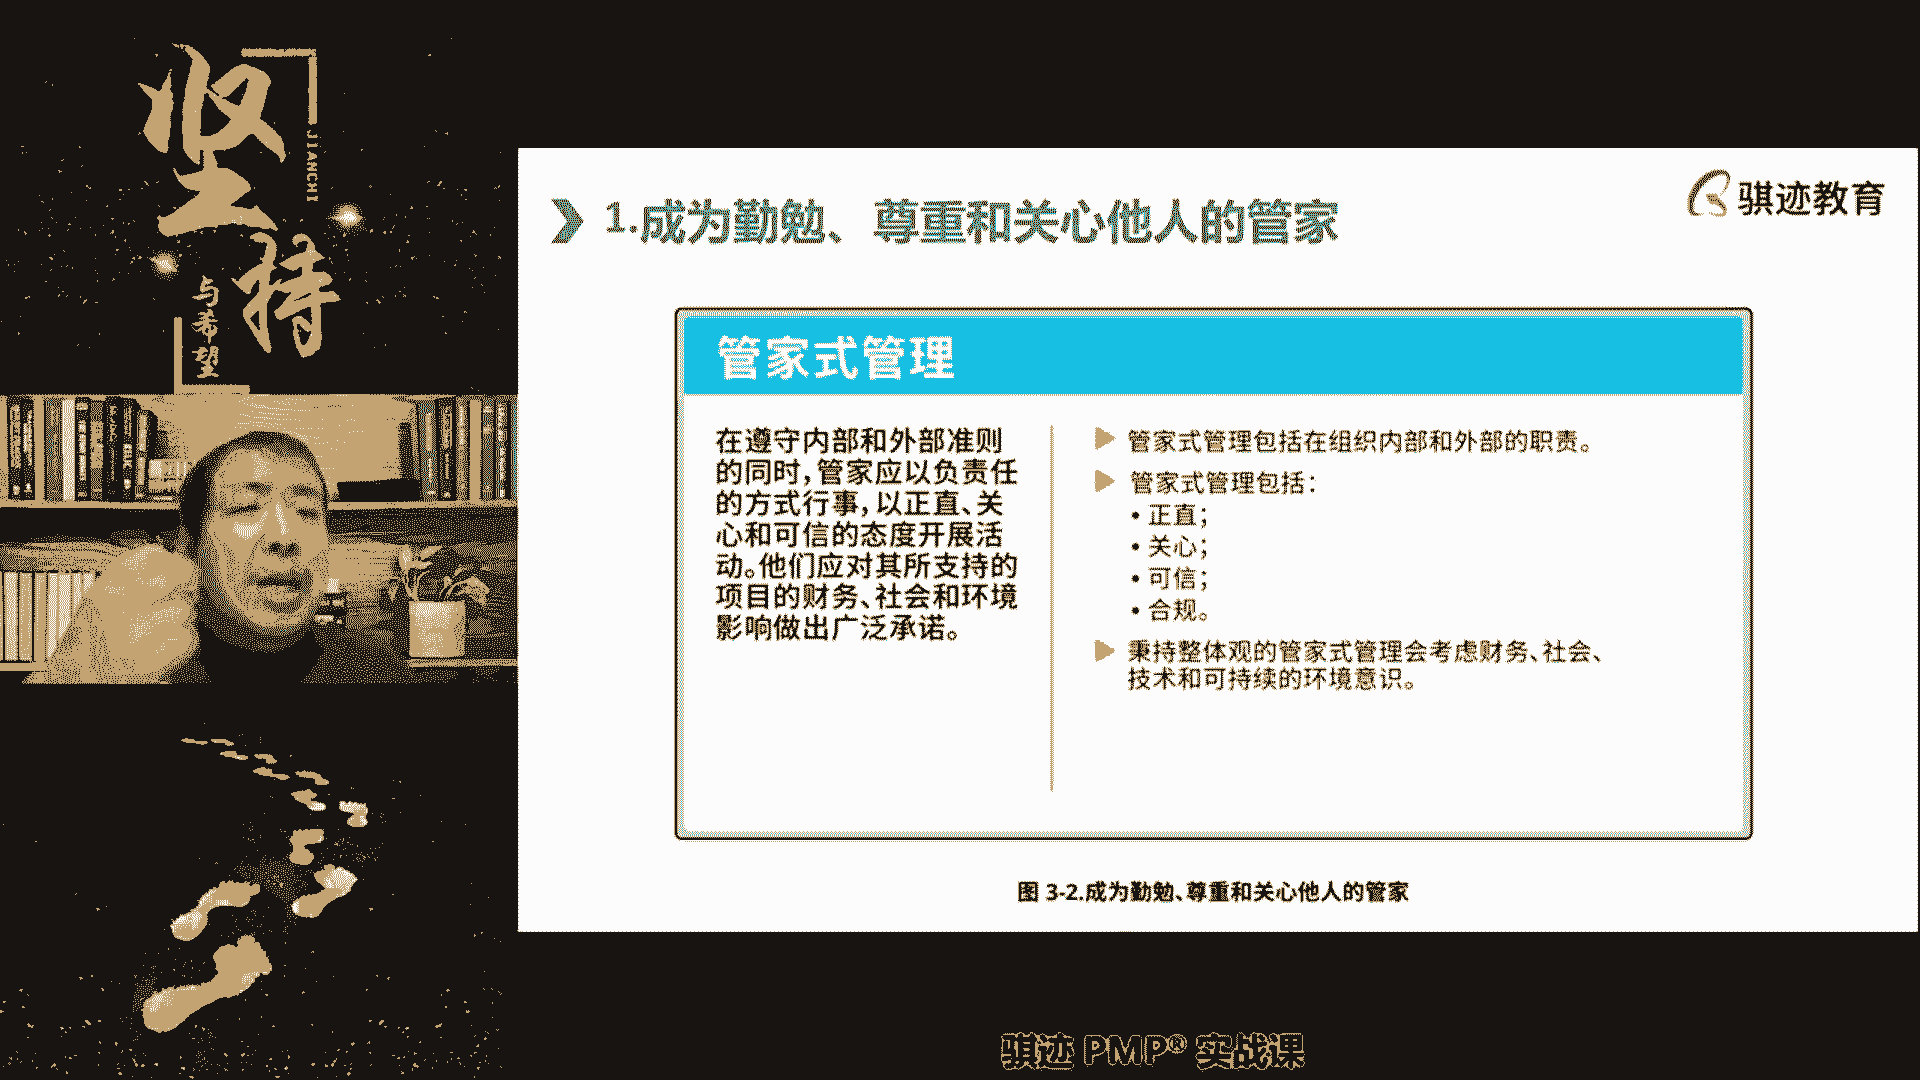 坚持
JIANCHI
与希望
骐迹教育
1.成为勤勉、尊重和关心他人的管家
管家式管理
在遵守内部和外部准则
的同时，管家应以负责任
的方式行事，以正直、关
心和可信的态度开展活
动。他们应对其所支持的
项目的财务、社会和环境
影响做出广泛承诺。
管家式管理包括在组织内部和外部的职责。
管家式管理包括：
• 正直；
• 关心；
• 可信；
• 合规。
秉持整体观的管家式管理会考虑财务、社会、
技术和可持续的环境意识。
图 3-2.成为勤勉、尊重和关心他人的管家
骐迹 PMP® 实战课